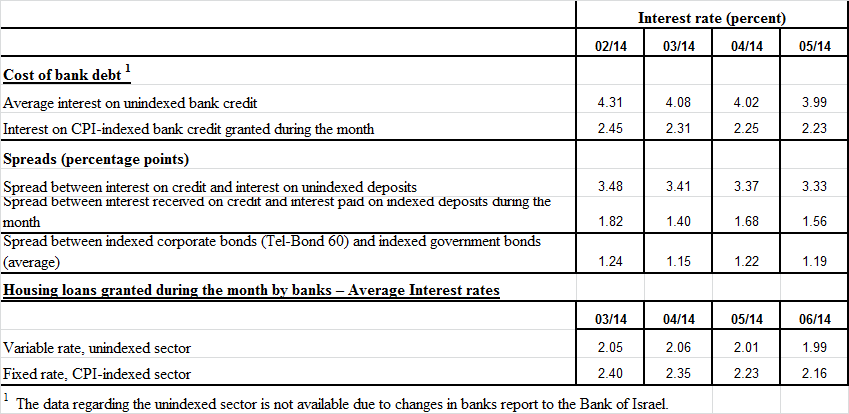 Interest rate (percent)
02/14 03/14 04/14 05/14
Cost of bank debt 1
Average interest on unindexed bank credit 4.31 4.08 4.02 3.99
Interest on CPI-indexed bank credit granted during the month 2.45 2.31 2.25 2.23
Spreads (percentage points)
Spread between interest on credit and interest on unindexed deposits 3.48 3.41 3.37 3.33
Spread between interest received on credit and interest paid on indexed deposits during the
month 1.82 1.40 1.68 1.56
Spread between indexed corporate bonds (Tel-Bond 60) and indexed government bonds
(average) 1.24 1.15 1.22 1.19
Housing loans granted during the month by banks – Average Interest rates
03/14 04/14 05/14 06/14
Variable rate, unindexed sector 2.05 2.06 2.01 1.99
Fixed rate, CPI-indexed sector 2.40 2.35 2.23 2.16
1 The data regarding the unindexed sector is not available due to changes in banks report to the Bank of Israel.